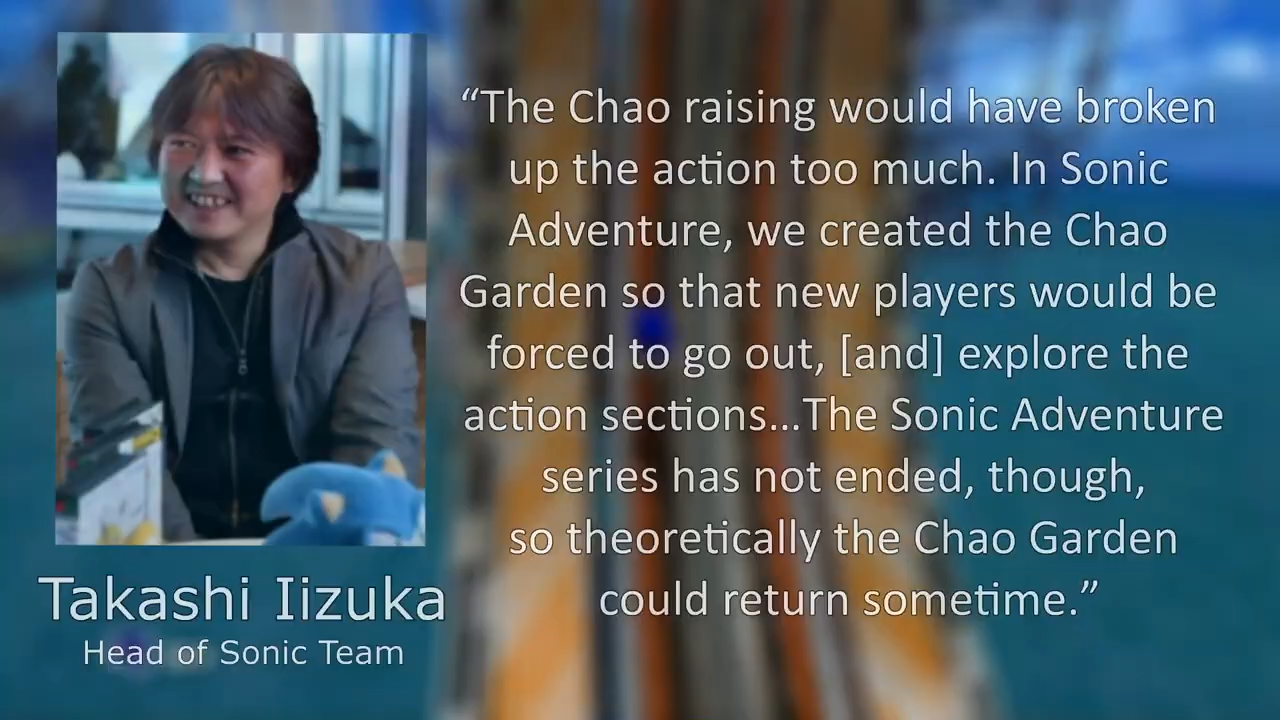 “The Chao raising would have broken
up the action too much. In Sonic
Adventure, we created the Chao
Garden so that new players would be
forced to go out, [and] explore the
action sections...The Sonic Adventure
series has not ended, though,
so theoretically the Chao Garden
could return sometime.”
Takashi Iizuka
Head of Sonic Team